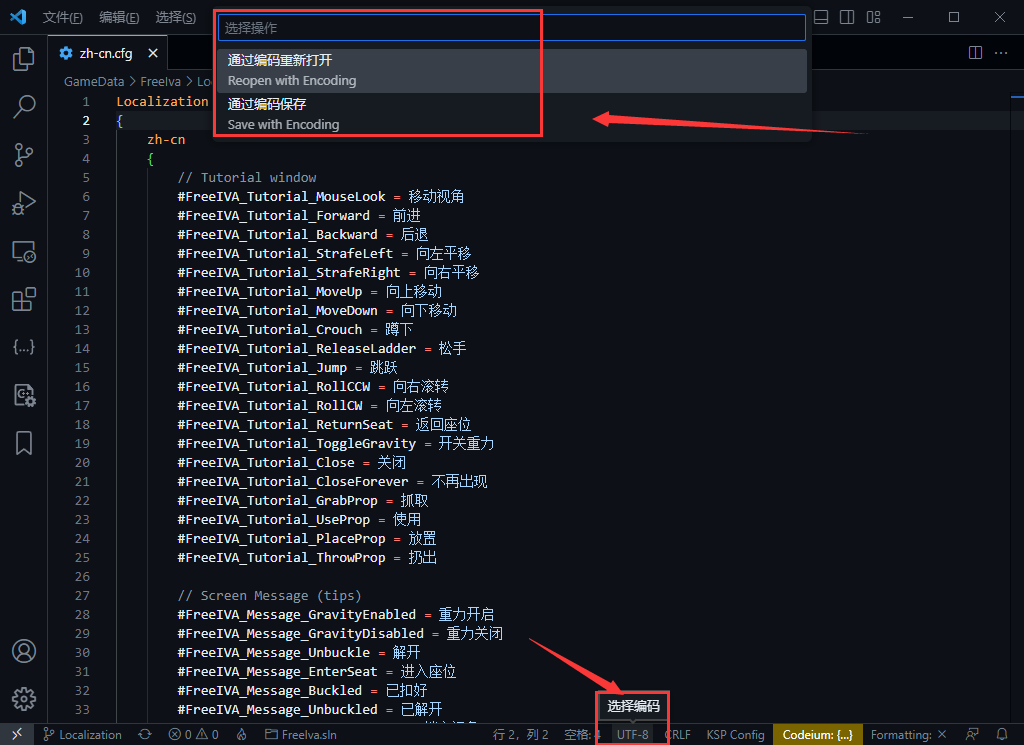 文件(F) 编辑(E) 选择(S)
选择操作
通过编码重新打开
Reopen with Encoding
通过编码保存
Save with Encoding
zh-cn.cfg
GameData > FreeIva > Lo
1 Localization
2 {
3 zh-cn
4 {
5 // Tutorial window
6 #FreeIVA_Tutorial_MouseLook = 移动视角
7 #FreeIVA_Tutorial_Forward = 前进
8 #FreeIVA_Tutorial_Backward = 后退
9 #FreeIVA_Tutorial_StrafeLeft = 向左平移
10 #FreeIVA_Tutorial_StrafeRight = 向右平移
11 #FreeIVA_Tutorial_MoveUp = 向上移动
12 #FreeIVA_Tutorial_MoveDown = 向下移动
13 #FreeIVA_Tutorial_Crouch = 蹲下
14 #FreeIVA_Tutorial_ReleaseLadder = 松手
15 #FreeIVA_Tutorial_Jump = 跳跃
16 #FreeIVA_Tutorial_RollCCW = 向右滚转
17 #FreeIVA_Tutorial_RollCW = 向左滚转
18 #FreeIVA_Tutorial_ReturnSeat = 返回座位
19 #FreeIVA_Tutorial_ToggleGravity = 开关重力
20 #FreeIVA_Tutorial_Close = 关闭
21 #FreeIVA_Tutorial_CloseForever = 不再出现
22 #FreeIVA_Tutorial_GrabProp = 抓取
23 #FreeIVA_Tutorial_UseProp = 使用
24 #FreeIVA_Tutorial_PlaceProp = 放置
25 #FreeIVA_Tutorial_ThrowProp = 扔出
26
27 // Screen Message (tips)
28 #FreeIVA_Message_GravityEnabled = 重力开启
29 #FreeIVA_Message_GravityDisabled = 重力关闭
30 #FreeIVA_Message_Unbuckle = 解开
31 #FreeIVA_Message_EnterSeat = 进入座位
32 #FreeIVA_Message_Buckled = 已扣好
33 #FreeIVA_Message_Unbuckled = 已解开
选择编码
Localization 0 0 FreeIva.sln 行 2，列 2 空格: 4 UTF-8 CRLF KSP Config Codeium: {...} Formatting: ×